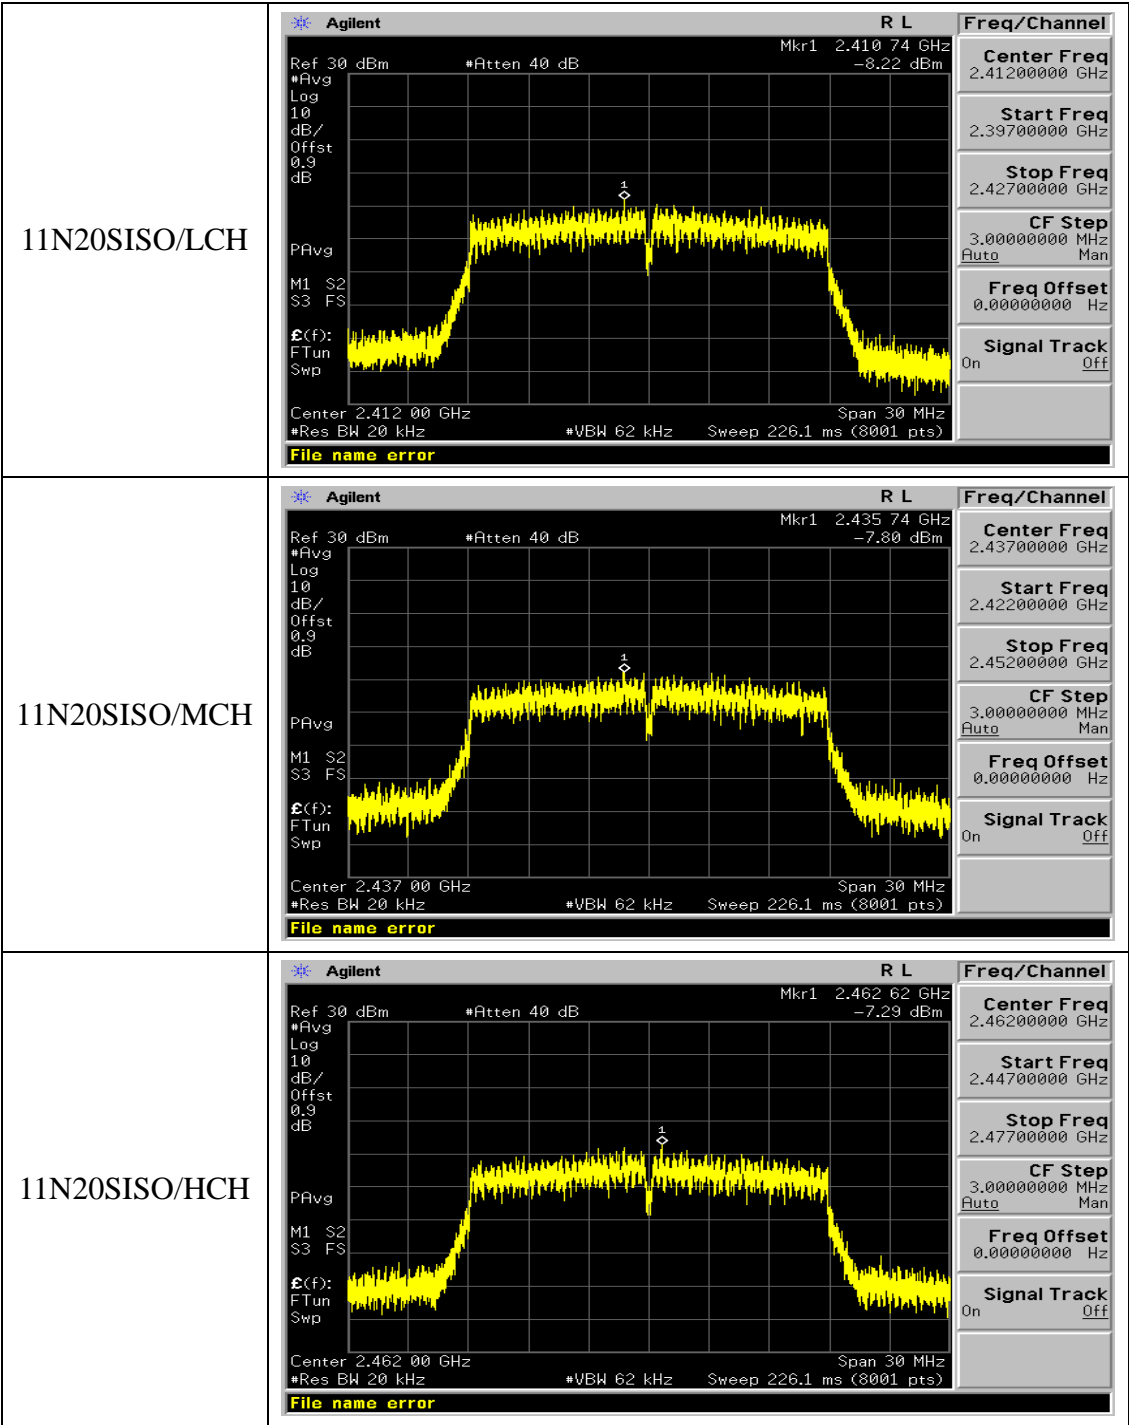 11N20SISO/LCH
Agilent R L Freq/Channel
Mkr1 2.410 74 GHz
Ref 30 dBm #Atten 40 dB -8.22 dBm
#Avg
Log
10
dB/
Offst
0.9
dB
1
PAvg
M1 S2
S3 FS
£(f):
FTun
Swp
Center 2.412 00 GHz Span 30 MHz
#Res BW 20 kHz #VBW 62 kHz Sweep 226.1 ms (8001 pts)
File name error
Center Freq
2.41200000 GHz
Start Freq
2.39700000 GHz
Stop Freq
2.42700000 GHz
CF Step
3.00000000 MHz
Auto Man
Freq Offset
0.00000000 Hz
Signal Track
On Off
11N20SISO/MCH
Agilent R L Freq/Channel
Mkr1 2.435 74 GHz
Ref 30 dBm #Atten 40 dB -7.80 dBm
#Avg
Log
10
dB/
Offst
0.9
dB
1
PAvg
M1 S2
S3 FS
£(f):
FTun
Swp
Center 2.437 00 GHz Span 30 MHz
#Res BW 20 kHz #VBW 62 kHz Sweep 226.1 ms (8001 pts)
File name error
Center Freq
2.43700000 GHz
Start Freq
2.42200000 GHz
Stop Freq
2.45200000 GHz
CF Step
3.00000000 MHz
Auto Man
Freq Offset
0.00000000 Hz
Signal Track
On Off
11N20SISO/HCH
Agilent R L Freq/Channel
Mkr1 2.462 62 GHz
Ref 30 dBm #Atten 40 dB -7.29 dBm
#Avg
Log
10
dB/
Offst
0.9
dB
1
PAvg
M1 S2
S3 FS
£(f):
FTun
Swp
Center 2.462 00 GHz Span 30 MHz
#Res BW 20 kHz #VBW 62 kHz Sweep 226.1 ms (8001 pts)
File name error
Center Freq
2.46200000 GHz
Start Freq
2.44700000 GHz
Stop Freq
2.47700000 GHz
CF Step
3.00000000 MHz
Auto Man
Freq Offset
0.00000000 Hz
Signal Track
On Off